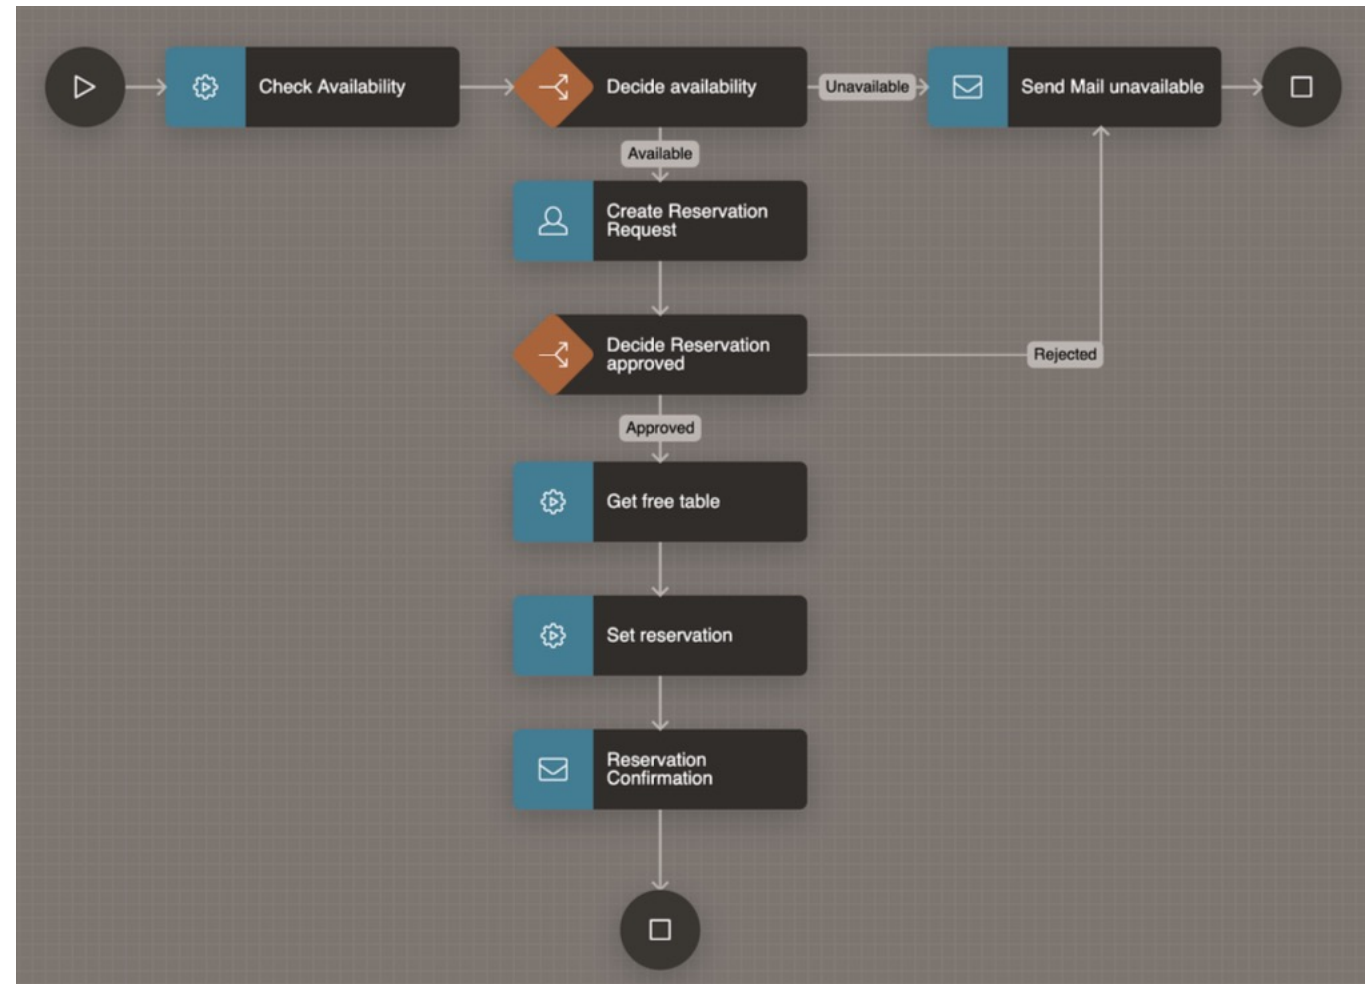 Check Availability
Decide availability
Unavailable
Send Mail unavailable
Available
Create Reservation
Request
Decide Reservation
approved
Rejected
Approved
Get free table
Set reservation
Reservation
Confirmation